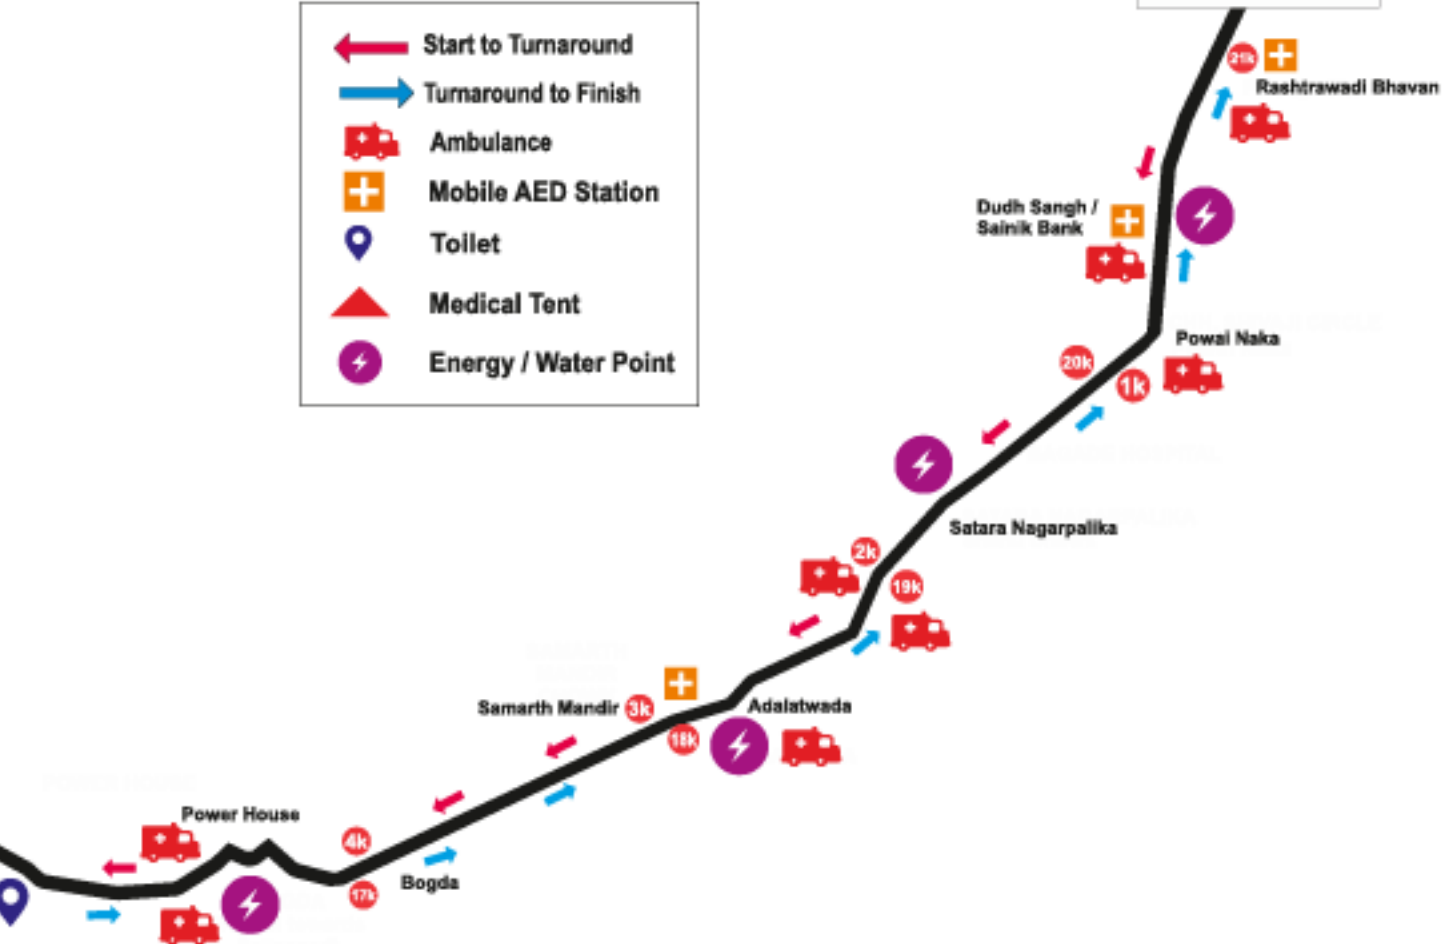 Start to Turnaround
Turnaround to Finish
Ambulance
Mobile AED Station
Toilet
Medical Tent
Energy / Water Point
21k
Rashtrawadi Bhavan
Dudh Sangh /
Sainik Bank
Powai Naka
20k
1k
Satara Nagarpalika
2k
19k
Samarth Mandir
3k
Adalatwada
18k
Power House
4k
Bogda
17k